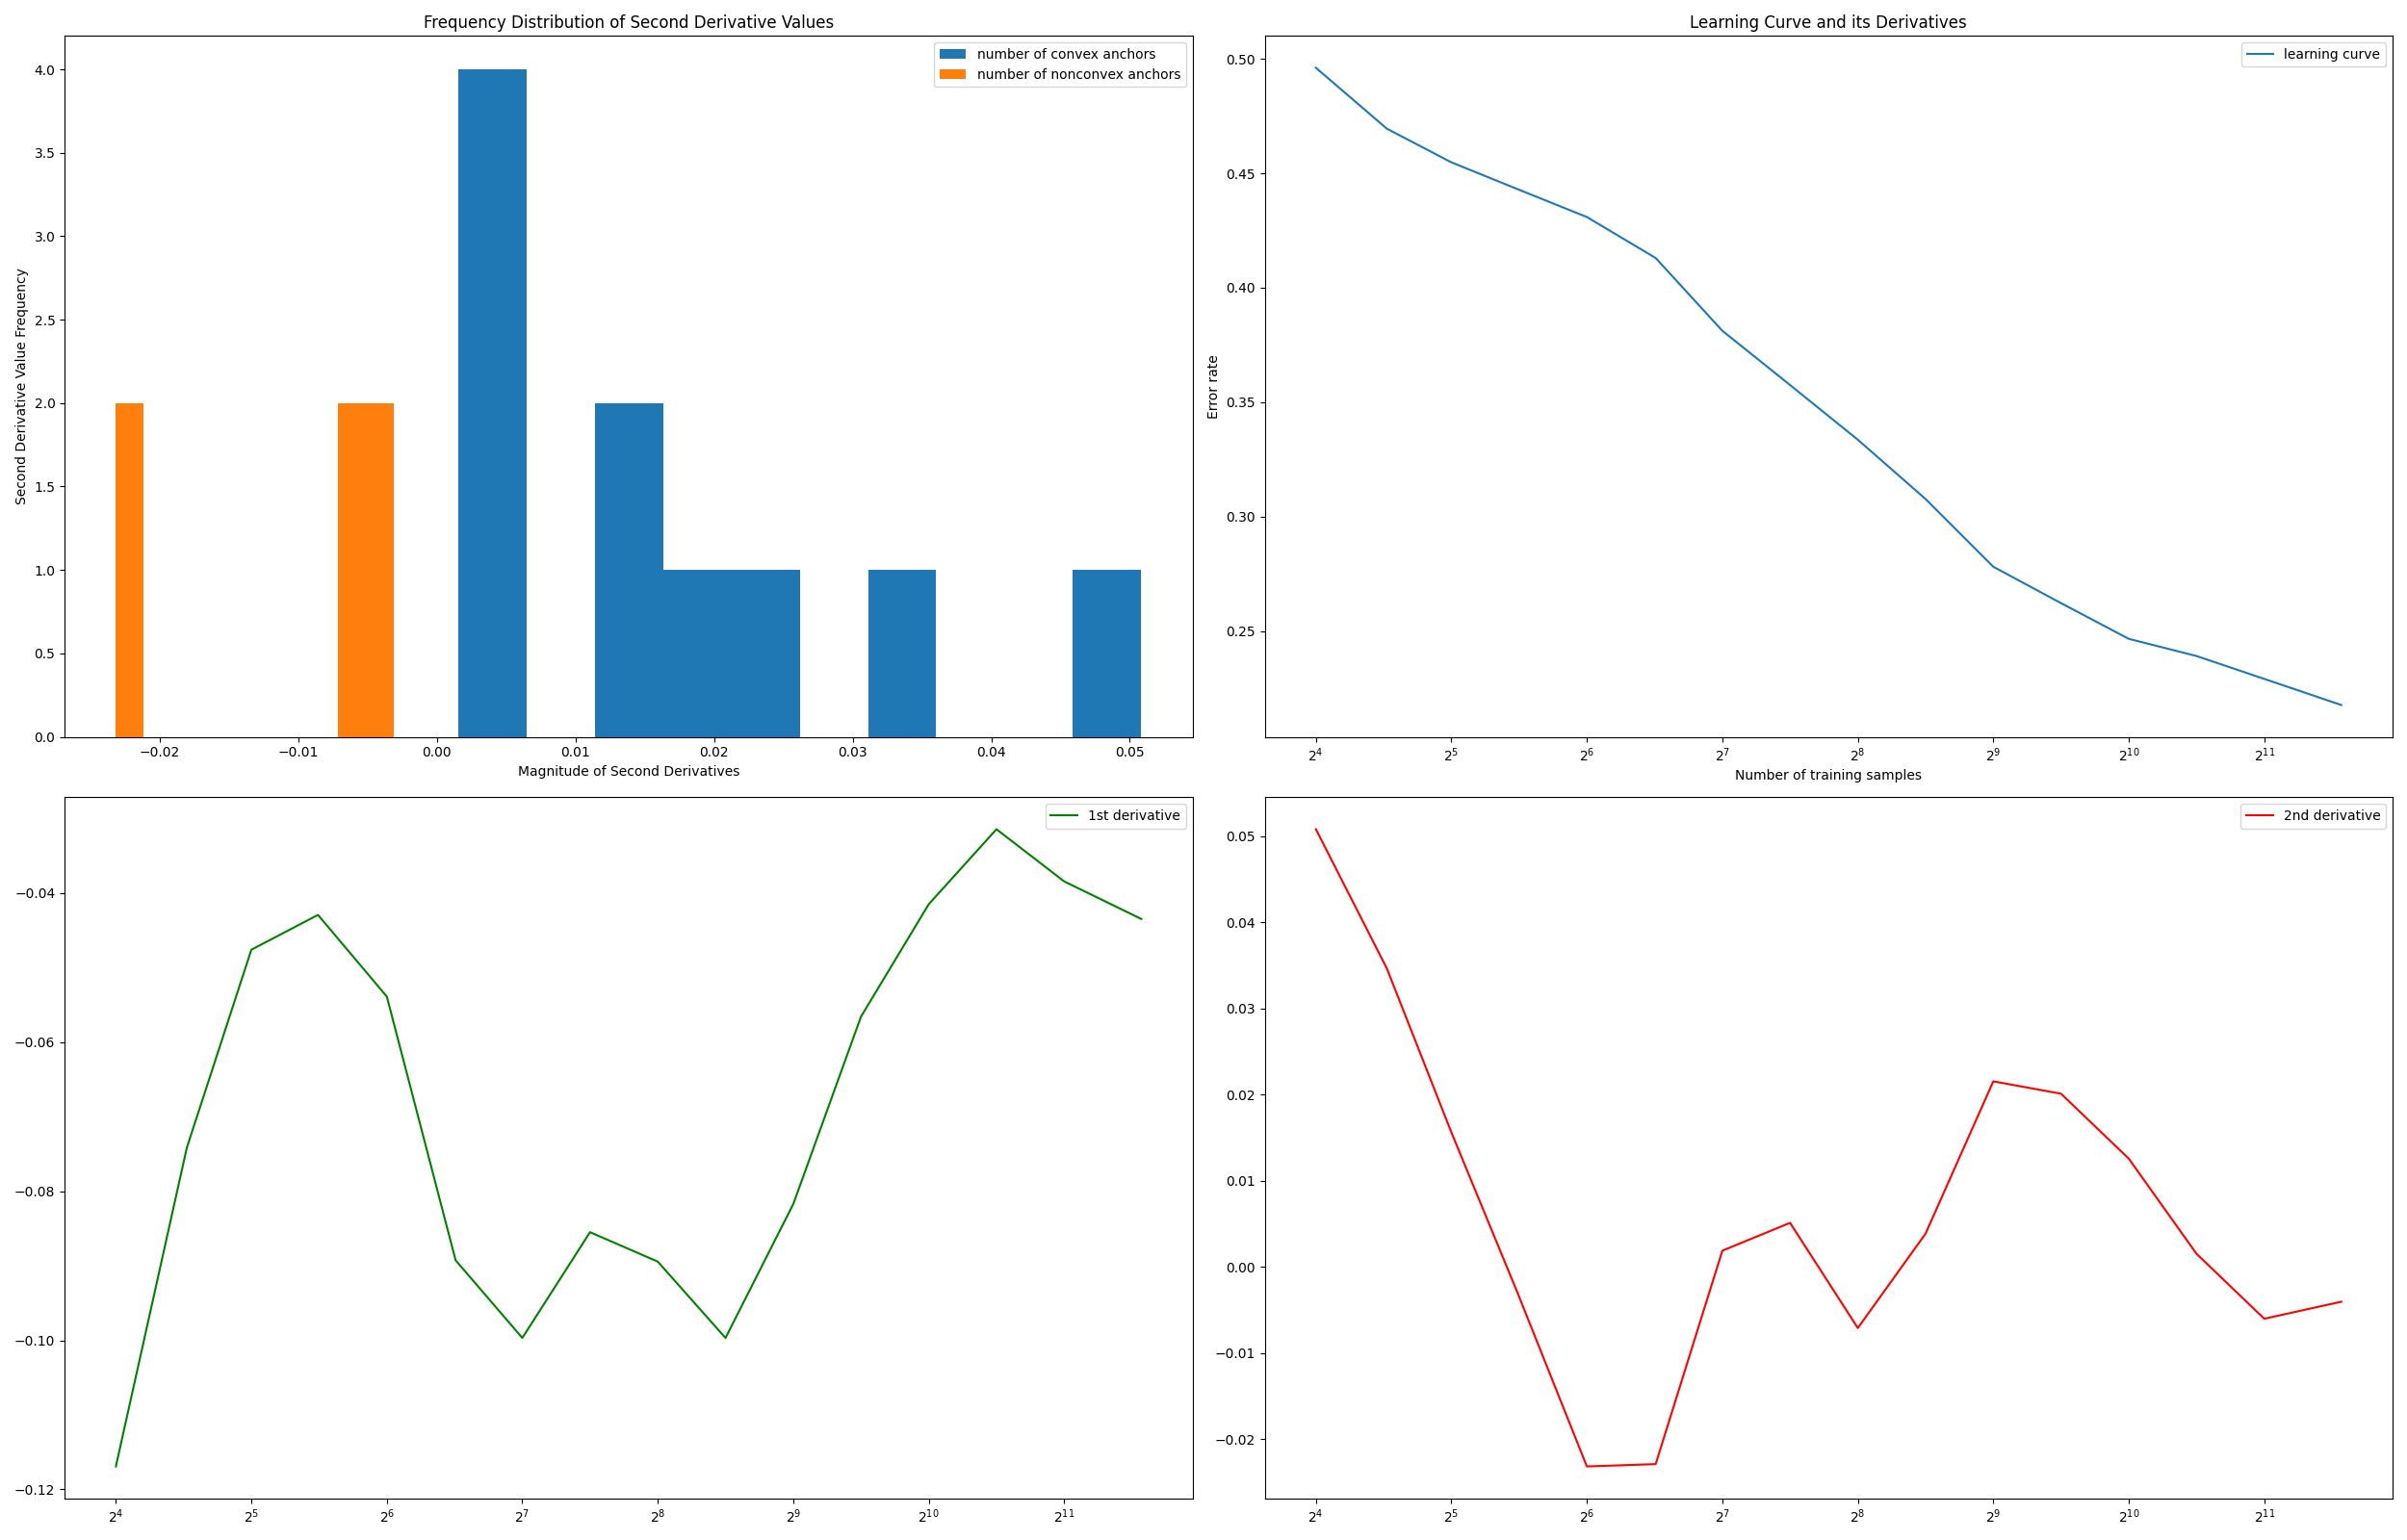 Frequency Distribution of Second Derivative Values
number of convex anchors
number of nonconvex anchors
4.0
3.5
3.0
2.5
2.0
1.5
1.0
0.5
0.0
Second Derivative Value Frequency
−0.02 −0.01 0.00 0.01 0.02 0.03 0.04 0.05
Magnitude of Second Derivatives
Learning Curve and its Derivatives
learning curve
0.50
0.45
0.40
0.35
0.30
0.25
Error rate
2⁴ 2⁵ 2⁶ 2⁷ 2⁸ 2⁹ 2¹⁰ 2¹¹
Number of training samples
1st derivative
−0.04
−0.06
−0.08
−0.10
−0.12
2⁴ 2⁵ 2⁶ 2⁷ 2⁸ 2⁹ 2¹⁰ 2¹¹
2nd derivative
0.05
0.04
0.03
0.02
0.01
0.00
−0.01
−0.02
2⁴ 2⁵ 2⁶ 2⁷ 2⁸ 2⁹ 2¹⁰ 2¹¹